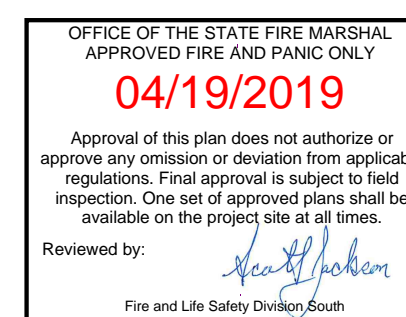 OFFICE OF THE STATE FIRE MARSHAL
APPROVED FIRE AND PANIC ONLY
04/19/2019
Approval of this plan does not authorize or
approve any omission or deviation from applicab
regulations. Final approval is subject to field
inspection. One set of approved plans shall be
available on the project site at all times.
Reviewed by: Scott Jackson
Fire and Life Safety Division South